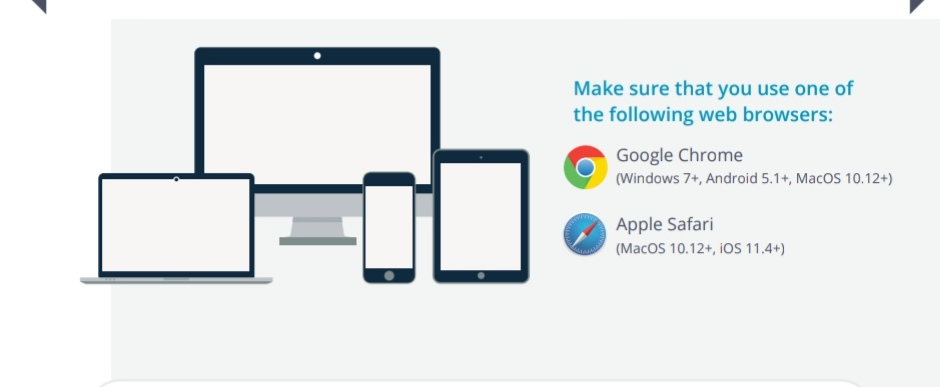 Make sure that you use one of
the following web browsers:
Google Chrome
(Windows 7+, Android 5.1+, MacOS 10.12+)
Apple Safari
(MacOS 10.12+, iOS 11.4+)